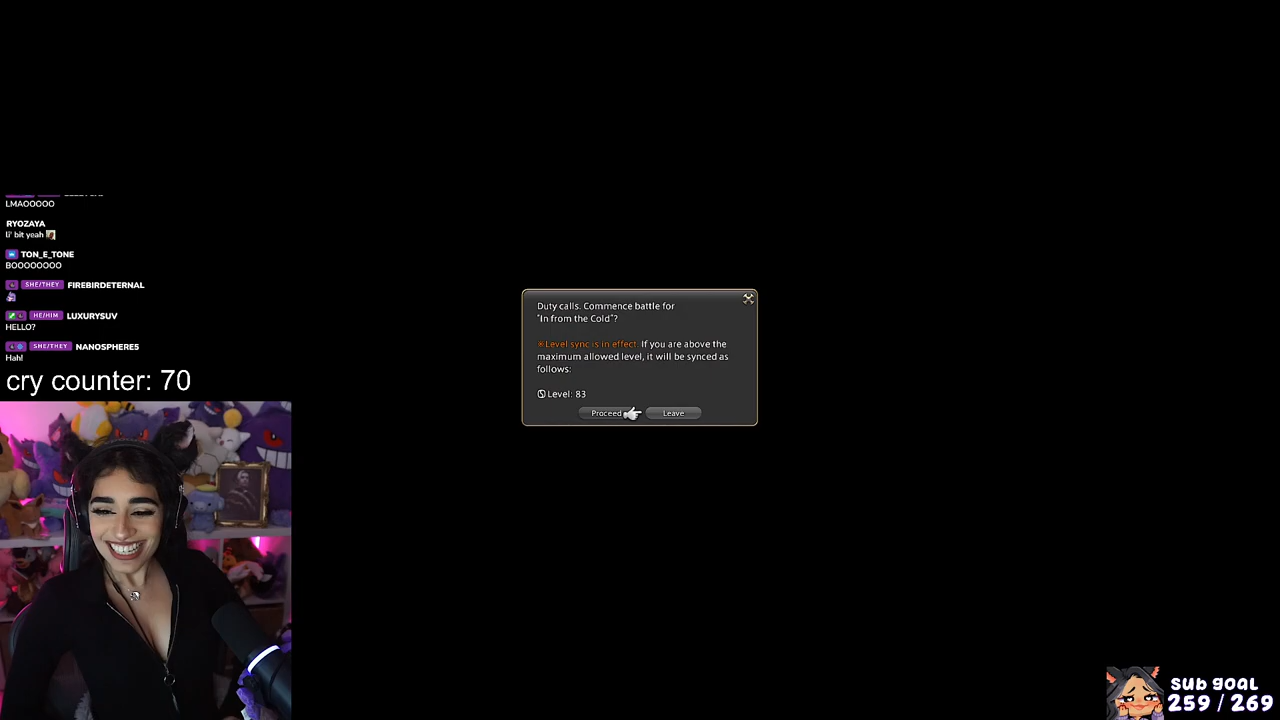 LMAOOOOO
RYOZAYA
li' bit yeah
TON_E_TONE
BOOOOOOOO
SHE/THEY FIREBIRDETERNAL
HE/HIM LUXURYSUV
HELLO?
SHE/THEY NANOSPHERE5
Hah!
cry counter: 70
Duty calls. Commence battle for
"In from the Cold"?
※Level sync is in effect. If you are above the
maximum allowed level, it will be synced as
follows:
Level: 83
Proceed
Leave
SUB GOAL
259 / 269